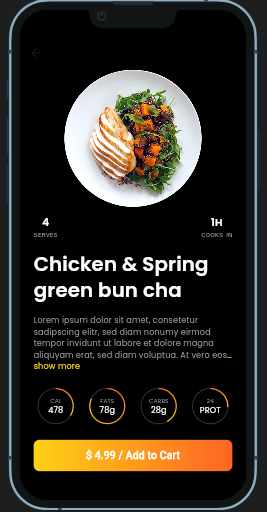 4
1H
SERVES
COOKS IN
Chicken & Spring
green bun cha
Lorem ipsum dolor sit amet, consetetur
sadipscing elitr, sed diam nonumy eirmod
tempor invidunt ut labore et dolore magna
aliquyam erat, sed diam voluptua. At vero eos...
show more
CAL
478
FATS
78g
CARBS
28g
24
PROT
$ 4.99 / Add to Cart